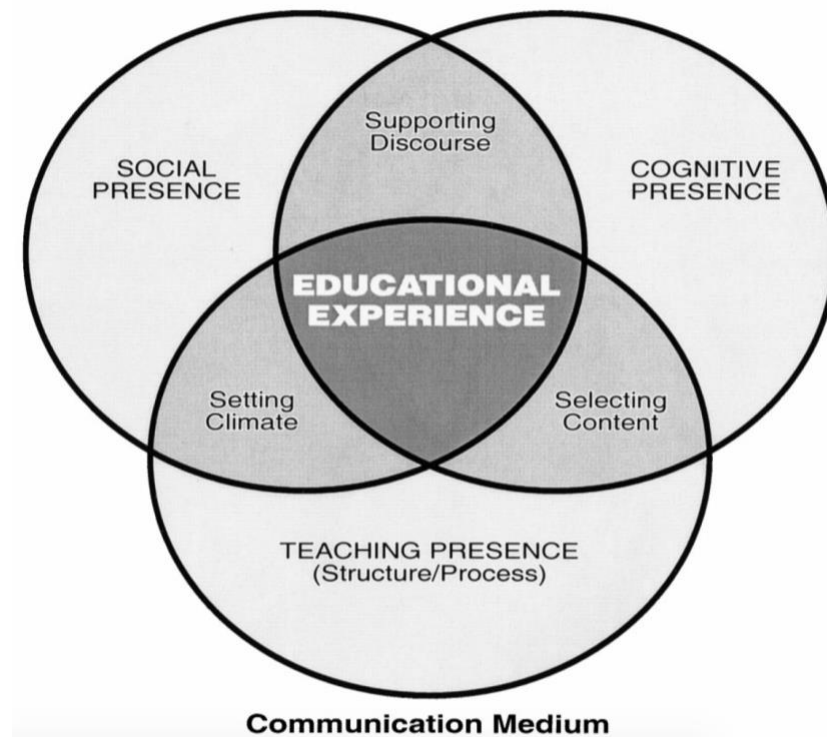 Supporting
Discourse
SOCIAL
PRESENCE
COGNITIVE
PRESENCE
EDUCATIONAL
EXPERIENCE
Setting
Climate
Selecting
Content
TEACHING PRESENCE
(Structure/Process)
Communication Medium